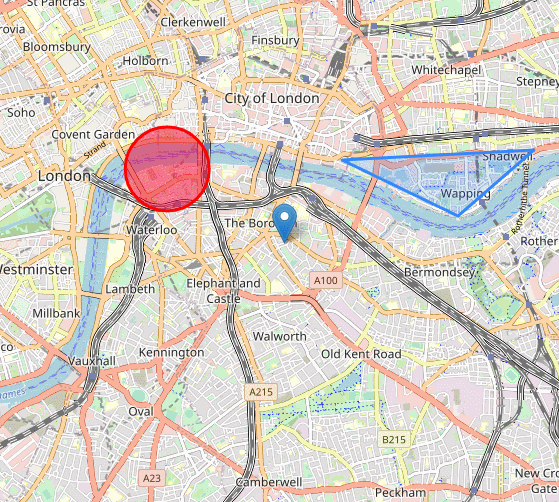 St Pancras
Clerkenwell
Finsbury
Bloomsbury
Holborn
Whitechapel
Stepney
Soho
City of London
Covent Garden
Strand
Shadwell
London
Wapping
Rotherhithe Tunnel
The Boro
Waterloo
Rother
Westminster
Bermondsey
A100
Elephant and
Castle
Lambeth
Millbank
Walworth
Kennington
Old Kent Road
Vauxhall
A215
Oval
B215
A23
Camberwell
Peckham
New Cro
Gate